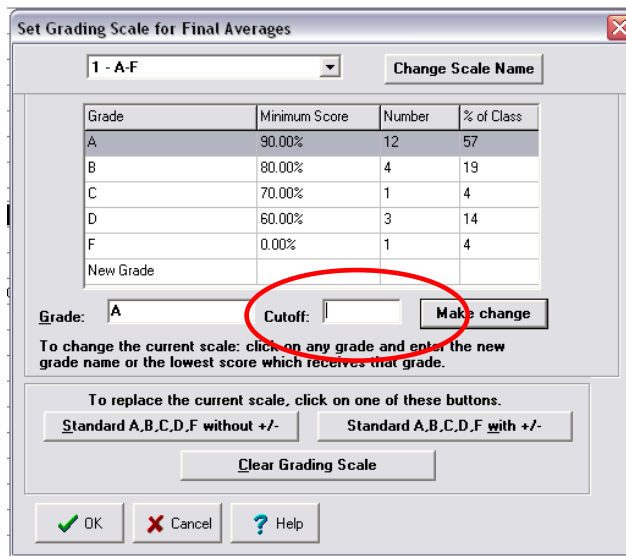 Set Grading Scale for Final Averages
1 - A-F
Change Scale Name
Grade Minimum Score Number % of Class
A 90.00% 12 57
B 80.00% 4 19
C 70.00% 1 4
D 60.00% 3 14
F 0.00% 1 4
New Grade
Grade: A Cutoff: Make change
To change the current scale: click on any grade and enter the new
grade name or the lowest score which receives that grade.
To replace the current scale, click on one of these buttons.
Standard A,B,C,D,F without +/- Standard A,B,C,D,F with +/-
Clear Grading Scale
OK Cancel ? Help